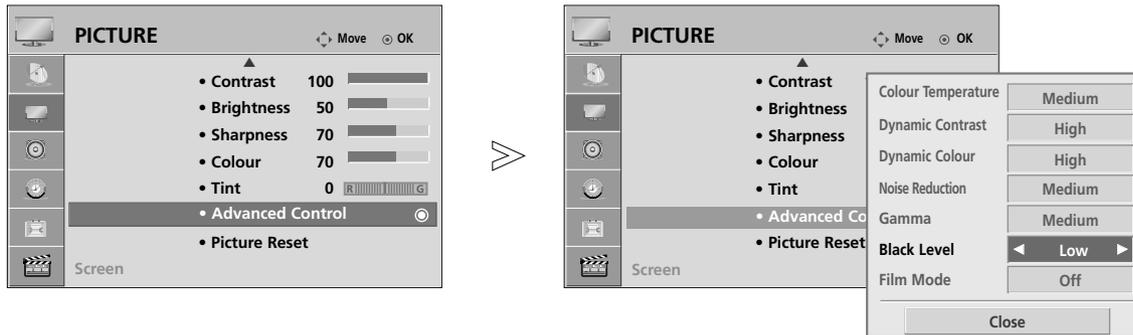 PICTURE Move OK
• Contrast 100
• Brightness 50
• Sharpness 70
• Colour 70
• Tint 0 R G
• Advanced Control
• Picture Reset
Screen
PICTURE Move OK
• Contrast
• Brightness
• Sharpness
• Colour
• Tint
• Advanced Co
• Picture Reset
Screen
Colour Temperature Medium
Dynamic Contrast High
Dynamic Colour High
Noise Reduction Medium
Gamma Medium
Black Level ◀ Low ▶
Film Mode Off
Close